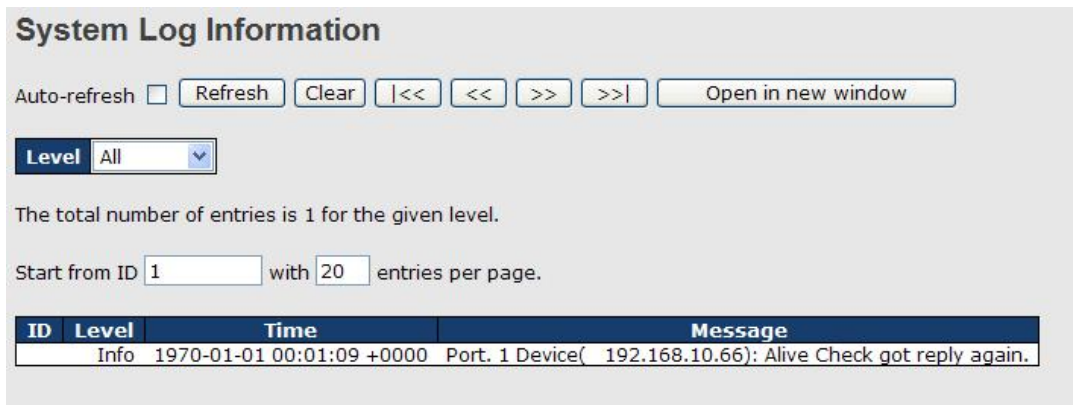 System Log Information
Auto-refresh Refresh Clear |<< << >> >>| Open in new window
Level All
The total number of entries is 1 for the given level.
Start from ID 1 with 20 entries per page.
ID Level Time Message
Info 1970-01-01 00:01:09 +0000 Port. 1 Device( 192.168.10.66): Alive Check got reply again.